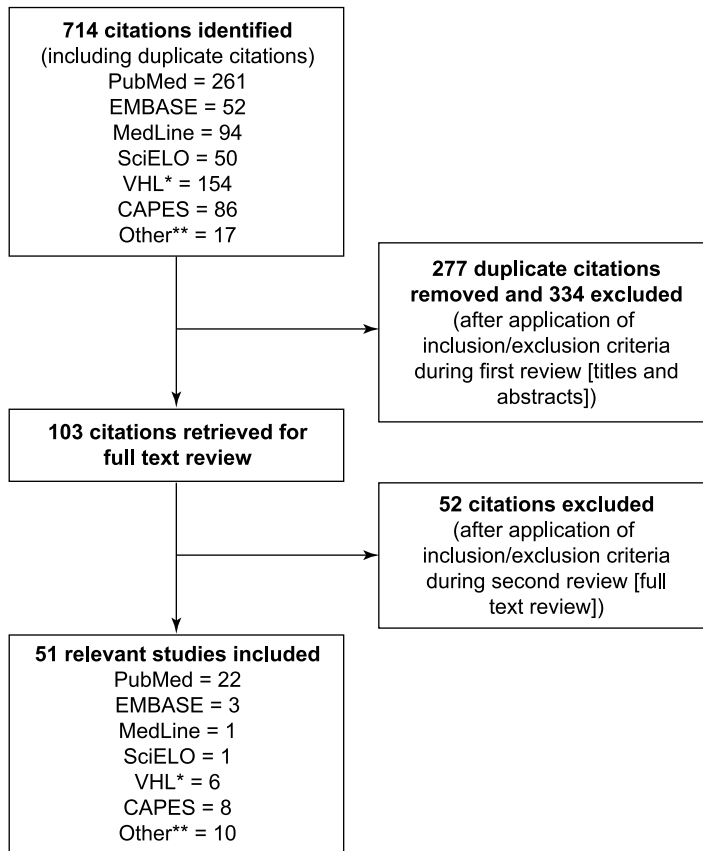 714 citations identified
(including duplicate citations)
PubMed = 261
EMBASE = 52
MedLine = 94
SciELO = 50
VHL* = 154
CAPES = 86
Other** = 17
277 duplicate citations
removed and 334 excluded
(after application of
inclusion/exclusion criteria
during first review [titles and
abstracts])
103 citations retrieved for
full text review
52 citations excluded
(after application of
inclusion/exclusion criteria
during second review [full
text review])
51 relevant studies included
PubMed = 22
EMBASE = 3
MedLine = 1
SciELO = 1
VHL* = 6
CAPES = 8
Other** = 10